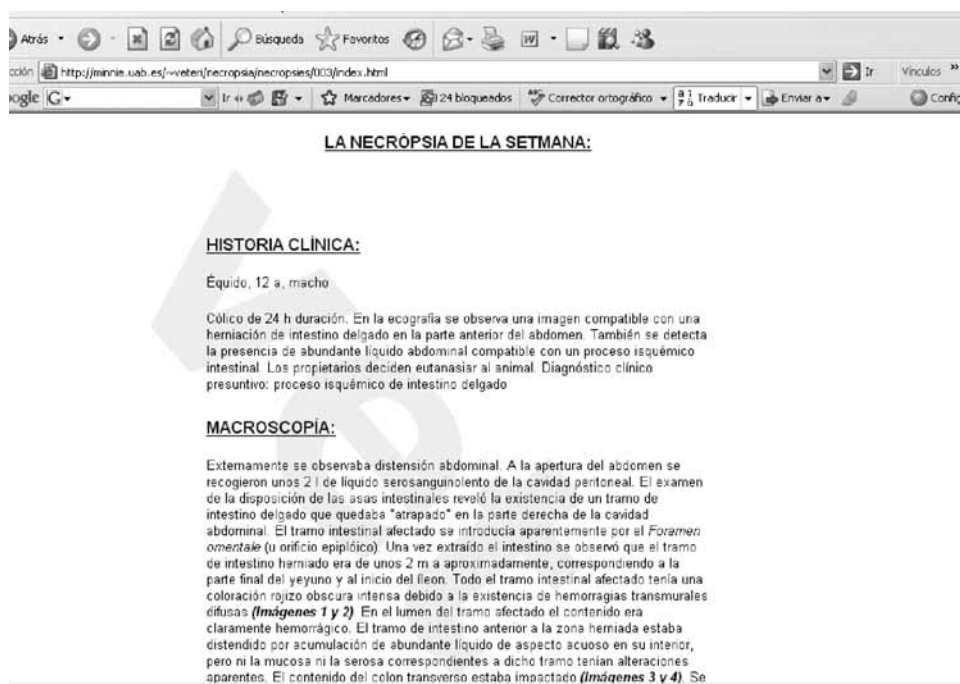 Atrás Búsqueda Favoritos
cción http://minnie.uab.es/~veteri/necropsia/necropsies/003/index.html Ir Vínculos »
oogle G Ir Marcadores 24 bloqueados Corrector ortográfico Traducir Enviar a Config
LA NECRÒPSIA DE LA SETMANA:
HISTORIA CLÍNICA:
Équido, 12 a, macho
Cólico de 24 h duración. En la ecografía se observa una imagen compatible con una
herniación de intestino delgado en la parte anterior del abdomen. También se detecta
la presencia de abundante líquido abdominal compatible con un proceso isquémico
intestinal. Los propietarios deciden eutanasiar al animal. Diagnóstico clínico
presuntivo: proceso isquémico de intestino delgado
MACROSCOPÍA:
Externamente se observaba distensión abdominal. A la apertura del abdomen se
recogieron unos 2 l de líquido serosanguinolento de la cavidad peritoneal. El examen
de la disposición de las asas intestinales reveló la existencia de un tramo de
intestino delgado que quedaba "atrapado" en la parte derecha de la cavidad
abdominal. El tramo intestinal afectado se introducía aparentemente por el Foramen
omentale (u orificio epiplóico). Una vez extraído el intestino se observó que el tramo
de intestino herniado era de unos 2 m a aproximadamente, correspondiendo a la
parte final del yeyuno y al inicio del íleon. Todo el tramo intestinal afectado tenía una
coloración rojizo obscura intensa debido a la existencia de hemorragias transmurales
difusas (Imágenes 1 y 2). En el lumen del tramo afectado el contenido era
claramente hemorrágico. El tramo de intestino anterior a la zona herniada estaba
distendido por acumulación de abundante líquido de aspecto acuoso en su interior,
pero ni la mucosa ni la serosa correspondientes a dicho tramo tenían alteraciones
aparentes. El contenido del colon transverso estaba impactado (Imágenes 3 y 4). Se